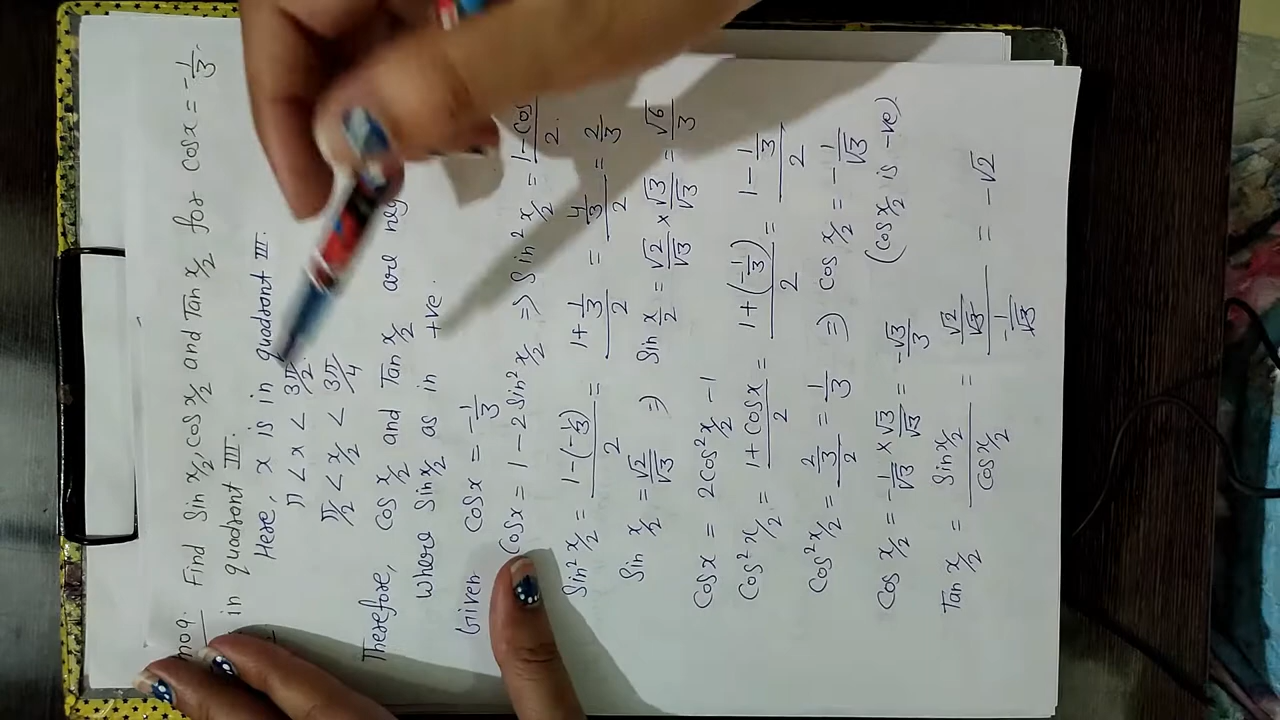 Find Sin x/2, Cos x/2 and Tan x/2 for Cos x = -1/3.
in quadrant III.
Here, x is in quadrant III.
π < x < 3π/2
π/2 < x/2 < 3π/4
Therefore, Cos x/2 and Tan x/2 are
where Sin x/2 as in +ve.
Given Cos x = -1/3
Cos x = 1 - 2 Sin² x/2 => Sin² x/2 = 1 - Cos / 2.
Sin² x/2 = (1 - (-1/3))/2 = (1 + 1/3)/2 = (4/3)/2 = 2/3
Sin x/2 = √2/√3 => Sin x/2 = √2/√3 × √3/√3 = √6/3
Cos x = 2 Cos² x/2 - 1
Cos² x/2 = (1 + Cos x)/2 = (1 + (-1/3))/2 = (1 - 1/3)/2
Cos² x/2 = (2/3)/2 = 1/3 => Cos x/2 = -1/√3
(Cos x/2 is -ve)
Cos x/2 = -1/√3 × √3/√3 = -√3/3
Tan x/2 = (Sin x/2)/(Cos x/2) = (√2/√3)/(-1/√3) = -√2